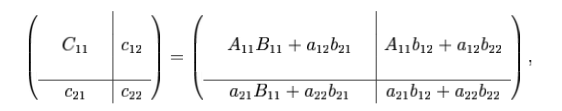 C₁₁ c₁₂ = A₁₁B₁₁ + a₁₂b₂₁ A₁₁b₁₂ + a₁₂b₂₂ ,
c₂₁ c₂₂ a₂₁B₁₁ + a₂₂b₂₁ a₂₁b₁₂ + a₂₂b₂₂